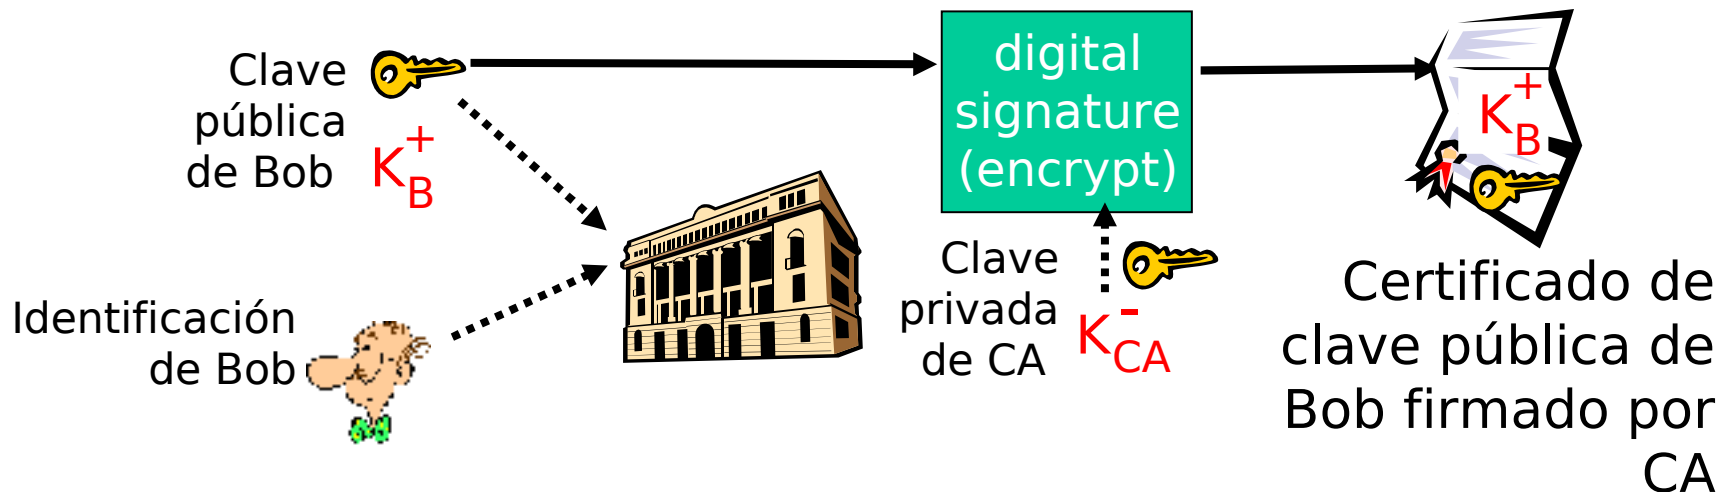 Clave
pública
de Bob
K+B
digital
signature
(encrypt)
K+B
Identificación
de Bob
Clave
privada
de CA
K-CA
Certificado de
clave pública de
Bob firmado por
CA